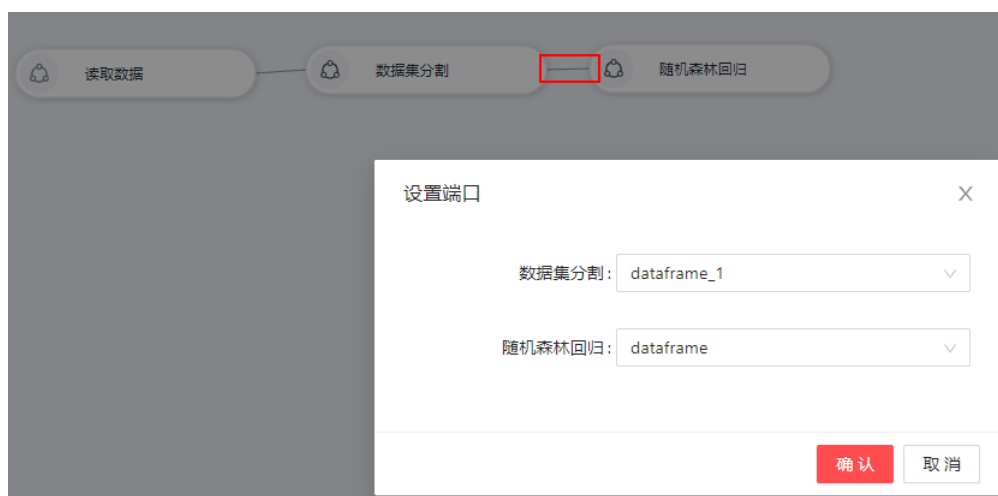 读取数据
数据集分割
随机森林回归
设置端口
X
数据集分割: dataframe_1
随机森林回归: dataframe
确认 取消